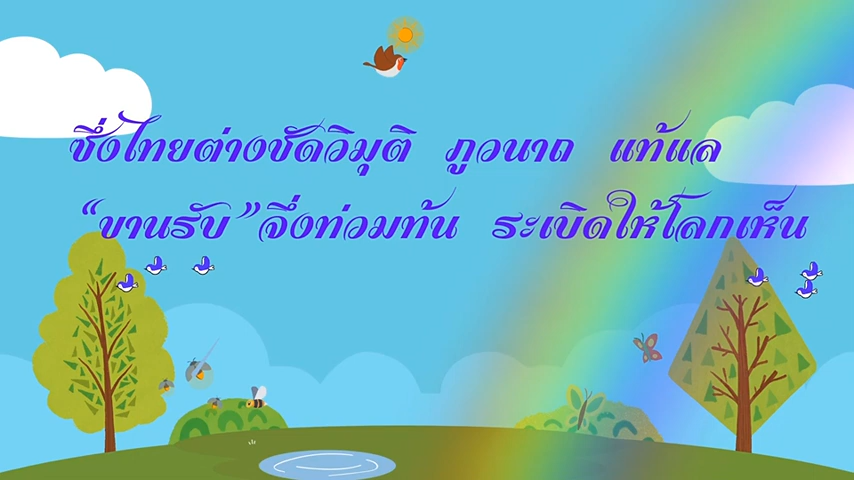 ซึ่งไทยต่างชัดวิมุติ ภูวนาถ แท้แล
“ขานรับ”จึ่งท่วมท้น ระเบิดให้โลกเห็น